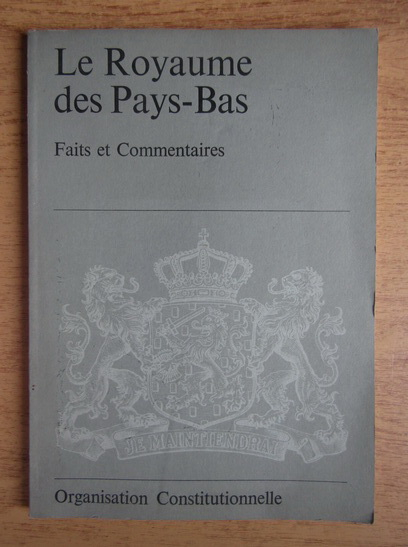 Le Royaume
des Pays-Bas
Faits et Commentaires
JE MAINTIENDRAI
Organisation Constitutionnelle